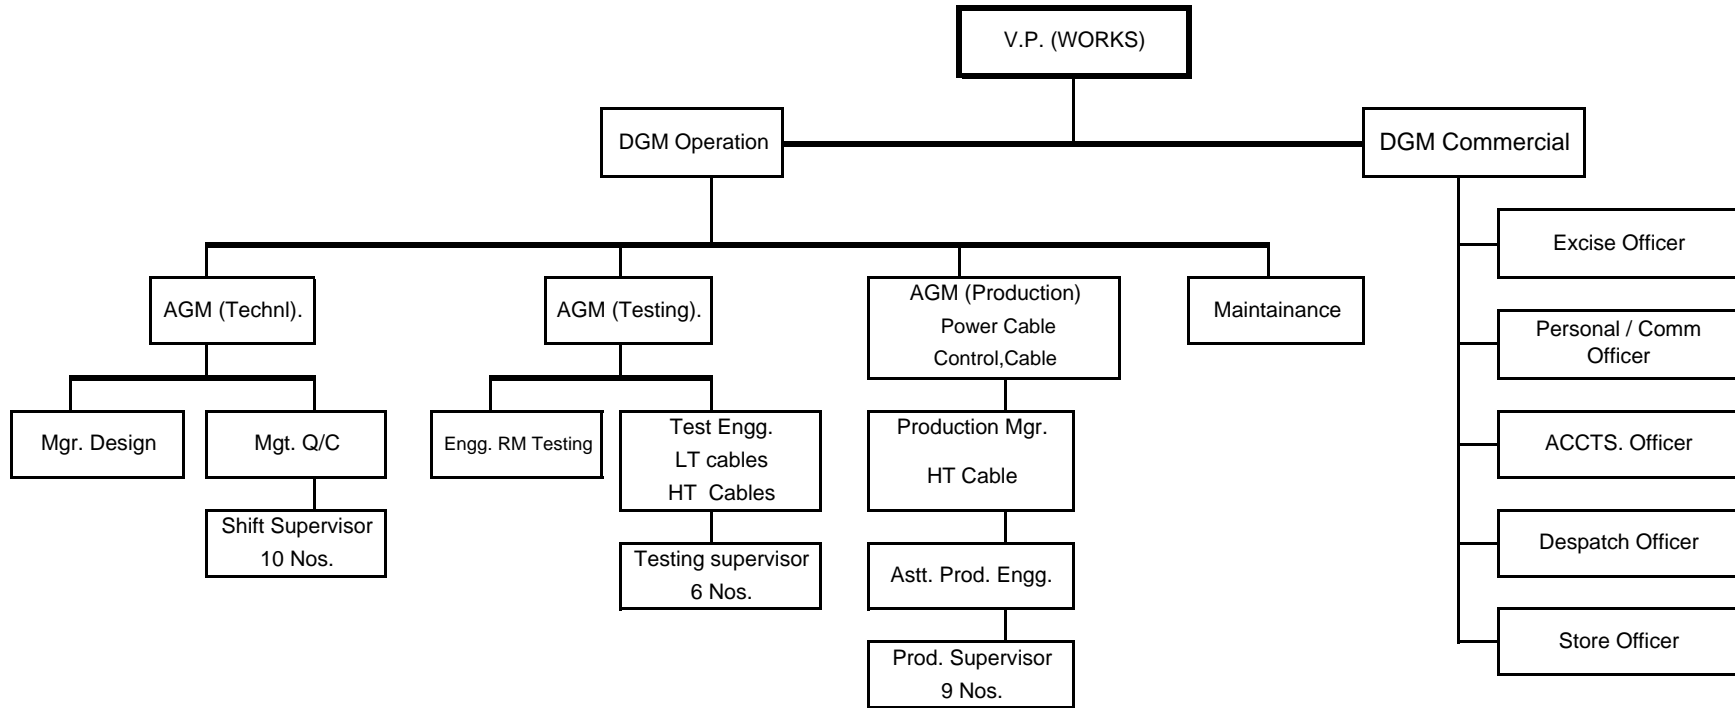 V.P. (WORKS)
DGM Operation
DGM Commercial
Excise Officer
AGM (Technl).
AGM (Testing).
AGM (Production)
Power Cable
Control,Cable
Maintainance
Personal / Comm
Officer
Mgr. Design
Mgt. Q/C
Engg. RM Testing
Test Engg.
LT cables
HT  Cables
Production Mgr.
HT Cable
ACCTS. Officer
Shift Supervisor
10 Nos.
Testing supervisor
6 Nos.
Astt. Prod. Engg.
Despatch Officer
Prod. Supervisor
9 Nos.
Store Officer